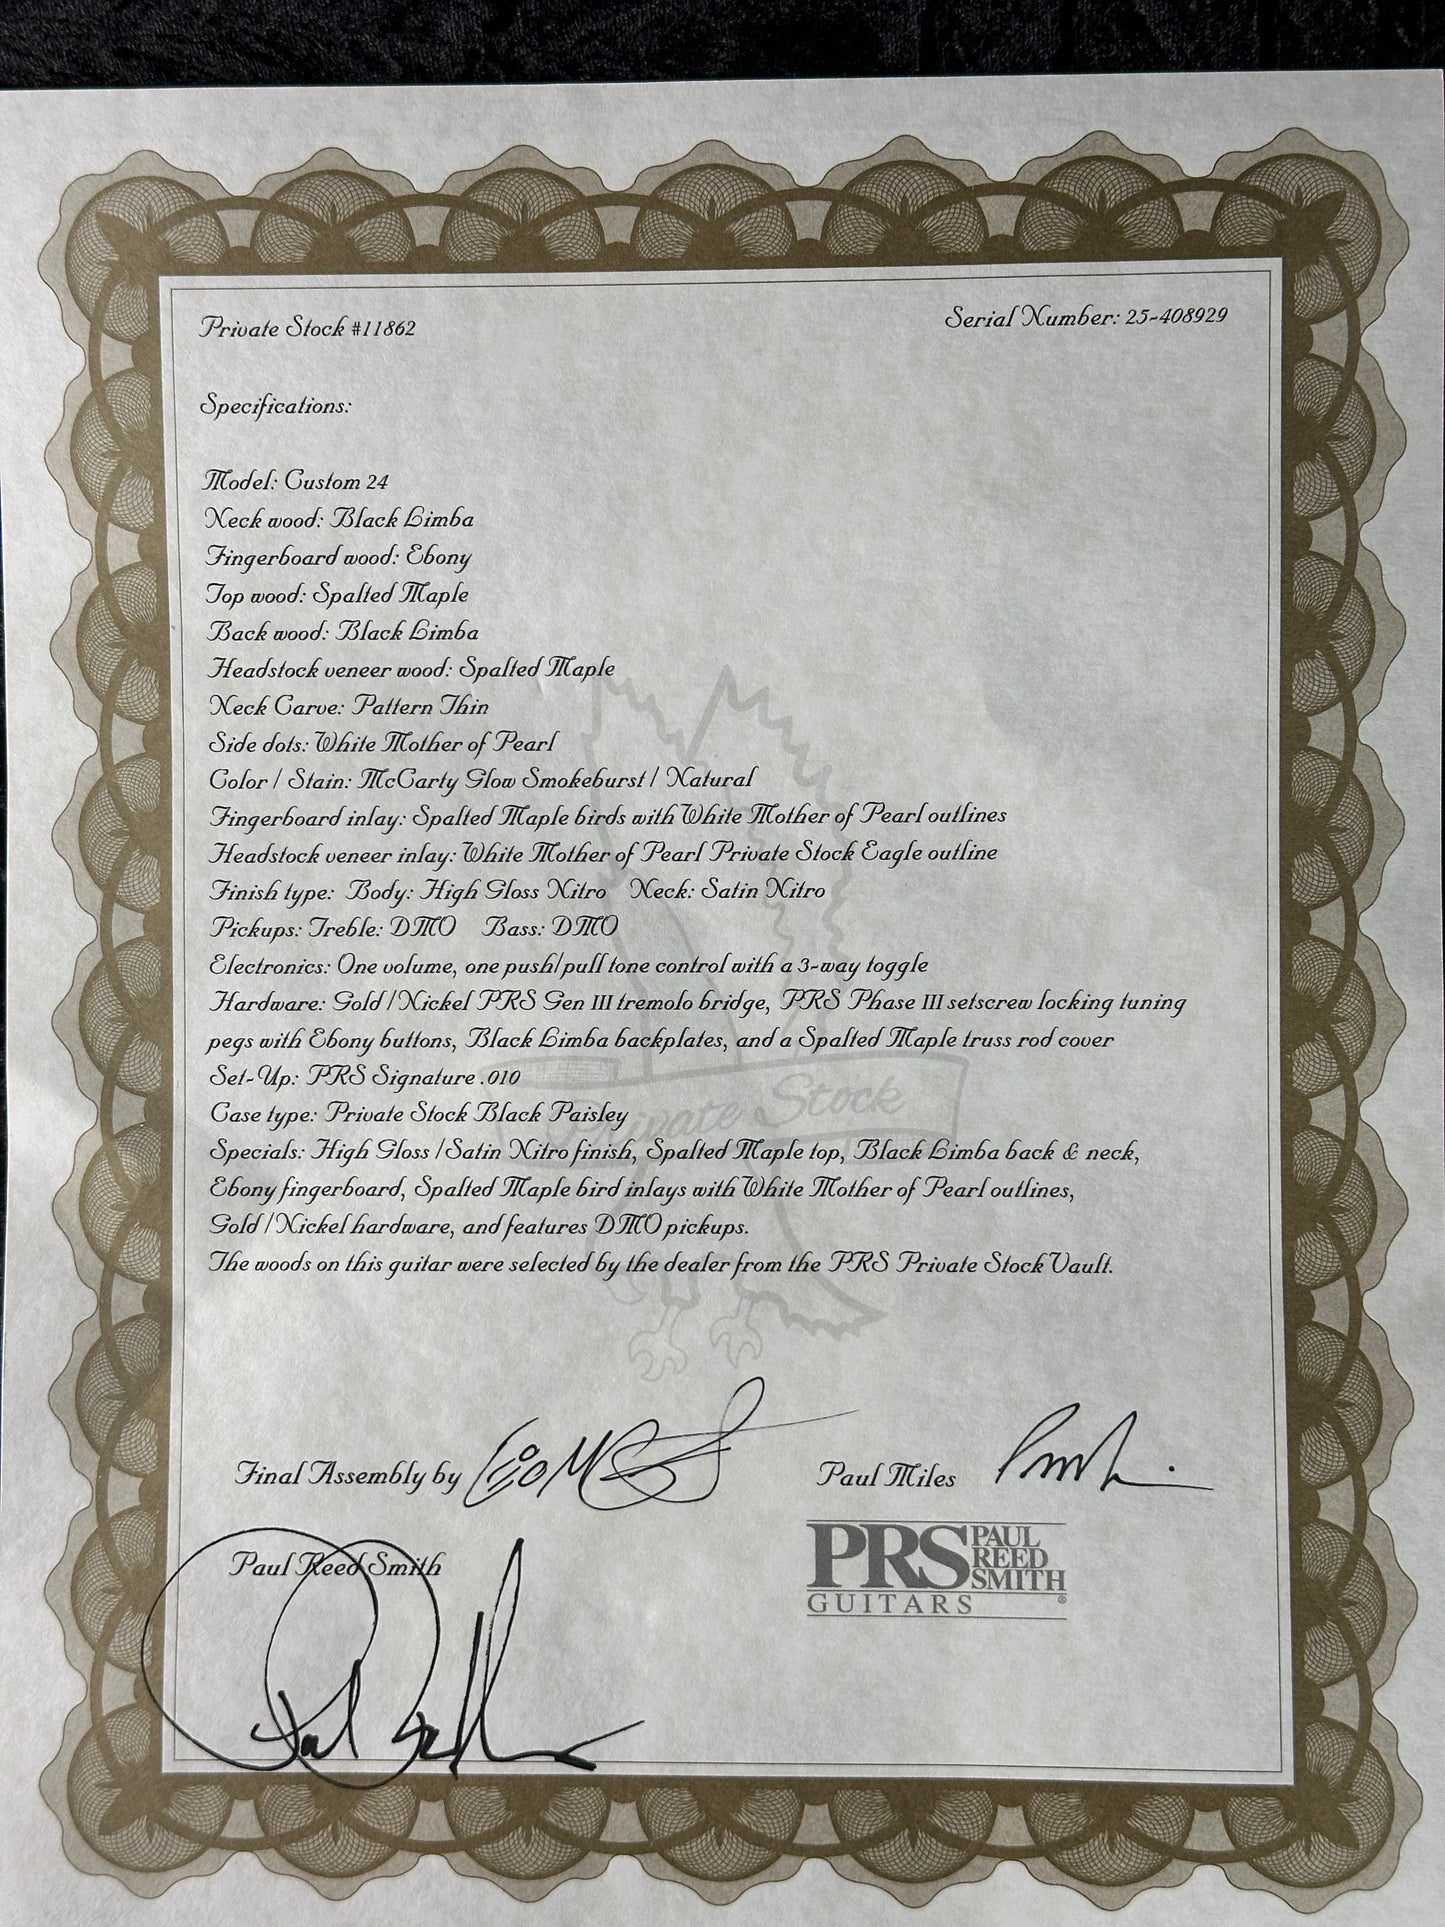 Private Stock #11862
Serial Number: 25-408929
Specifications:
Model: Custom 24
Neck wood: Black Limba
Fingerboard wood: Ebony
Top wood: Spalted Maple
Back wood: Black Limba
Headstock veneer wood: Spalted Maple
Neck Carve: Pattern Thin
Side dots: White Mother of Pearl
Color / Stain: McCarty Glow Smokeburst / Natural
Fingerboard inlay: Spalted Maple birds with White Mother of Pearl outlines
Headstock veneer inlay: White Mother of Pearl Private Stock Eagle outline
Finish type: Body: High Gloss Nitro Neck: Satin Nitro
Pickups: Treble: DMO Bass: DMO
Electronics: One volume, one push/pull tone control with a 3-way toggle
Hardware: Gold / Nickel PRS Gen III tremolo bridge, PRS Phase III setscrew locking tuning
pegs with Ebony buttons, Black Limba backplates, and a Spalted Maple truss rod cover
Set-Up: PRS Signature .010
Case type: Private Stock Black Paisley
Private Stock
Specials: High Gloss / Satin Nitro finish, Spalted Maple top, Black Limba back & neck,
Ebony fingerboard, Spalted Maple bird inlays with White Mother of Pearl outlines,
Gold / Nickel hardware, and features DMO pickups.
The woods on this guitar were selected by the dealer from the PRS Private Stock Vault.
Final Assembly by
Paul Miles
Paul Reed Smith
PRS PAUL REED SMITH
GUITARS®